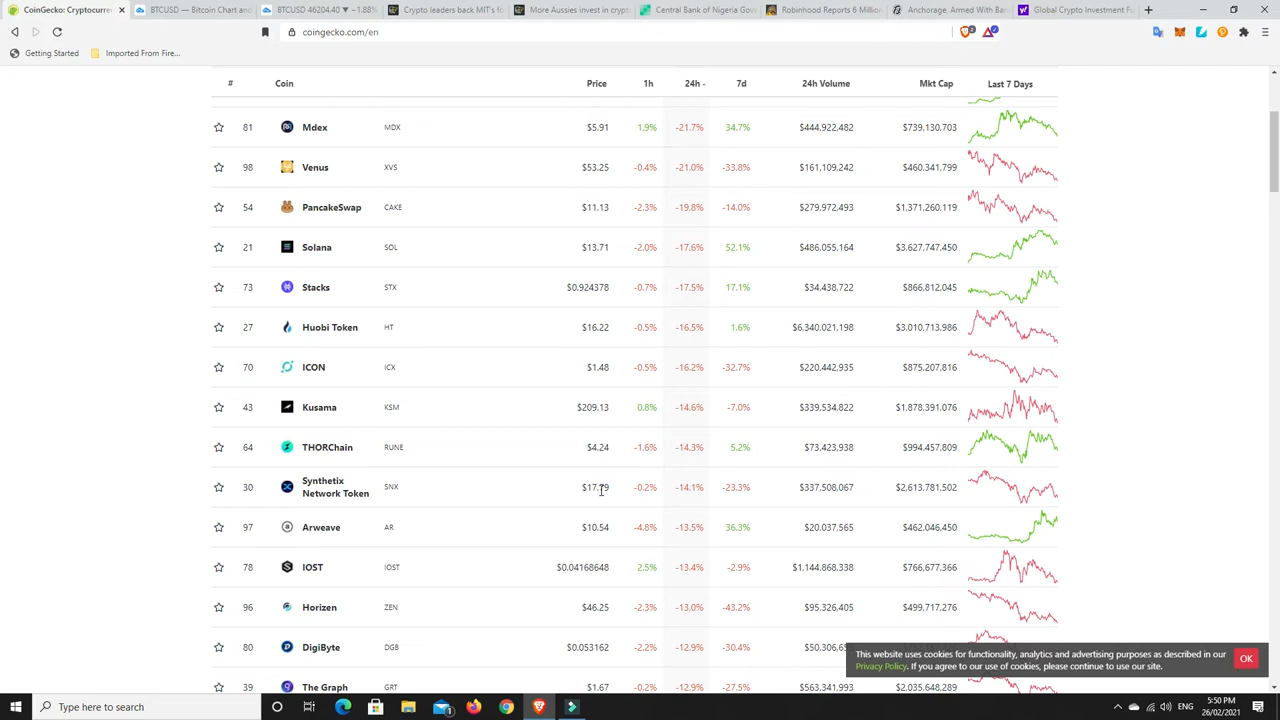 CoinGecko: Cryptocurrency
BTCUSD — Bitcoin Chart and
BTCUSD 46204.40 ▼ −1.88%
Crypto leaders back MIT's fo
More Aussies invest in crypto
Central Bank of Nigeria Gove
Robinhood Reports 6 Million
Anchorage, Armed With Ban
Global Crypto Investment Fu
coingecko.com/en
Getting Started
Imported From Fire...
# Coin Price 1h 24h 7d 24h Volume Mkt Cap Last 7 Days
81 Mdex MDX $5.91 1.9% -21.7% 34.7% $444,922,482 $739,130,703
98 Venus XVS $53.25 -0.4% -21.0% -33.8% $161,109,242 $460,341,799
54 PancakeSwap CAKE $11.13 -2.3% -19.8% -14.0% $279,972,493 $1,371,260,119
21 Solana SOL $13.71 -2.0% -17.6% 52.1% $486,055,164 $3,627,747,450
73 Stacks STX $0.924378 -0.7% -17.5% 17.1% $34,438,722 $866,812,045
27 Huobi Token HT $16.22 -0.5% -16.5% 1.6% $6,340,021,198 $3,010,713,986
70 ICON ICX $1.48 -0.5% -16.2% -32.7% $220,442,935 $875,207,816
43 Kusama KSM $209.13 0.8% -14.6% -7.0% $339,534,822 $1,878,391,076
64 THORChain RUNE $4.24 -1.6% -14.3% 5.2% $73,423,938 $994,457,809
30 Synthetix Network Token SNX -0.2% -14.1% -23.3% $337,508,067 $2,613,781,502
97 Arweave AR $10.54 -4.8% -13.5% 36.3% $20,037,565 $462,046,450
78 IOST IOST $0.04168648 2.5% -13.4% -2.9% $1,144,868,338 $766,677,366
96 Horizen ZEN $46.25 -2.3% -13.0% -43.2% $95,326,405 $499,717,276
80 DigiByte DGB $0.053162 -2.2% -12.9% -30.4%
39 The Graph GRT $1.67 -0.2% -12.9% -27.5% $563,341,993 $2,035,648,289
This website uses cookies for functionality, analytics and advertising purposes as described in our
Privacy Policy. If you agree to our use of cookies, please continue to use our site.
OK
Type here to search
ENG
5:50 PM
26/02/2021